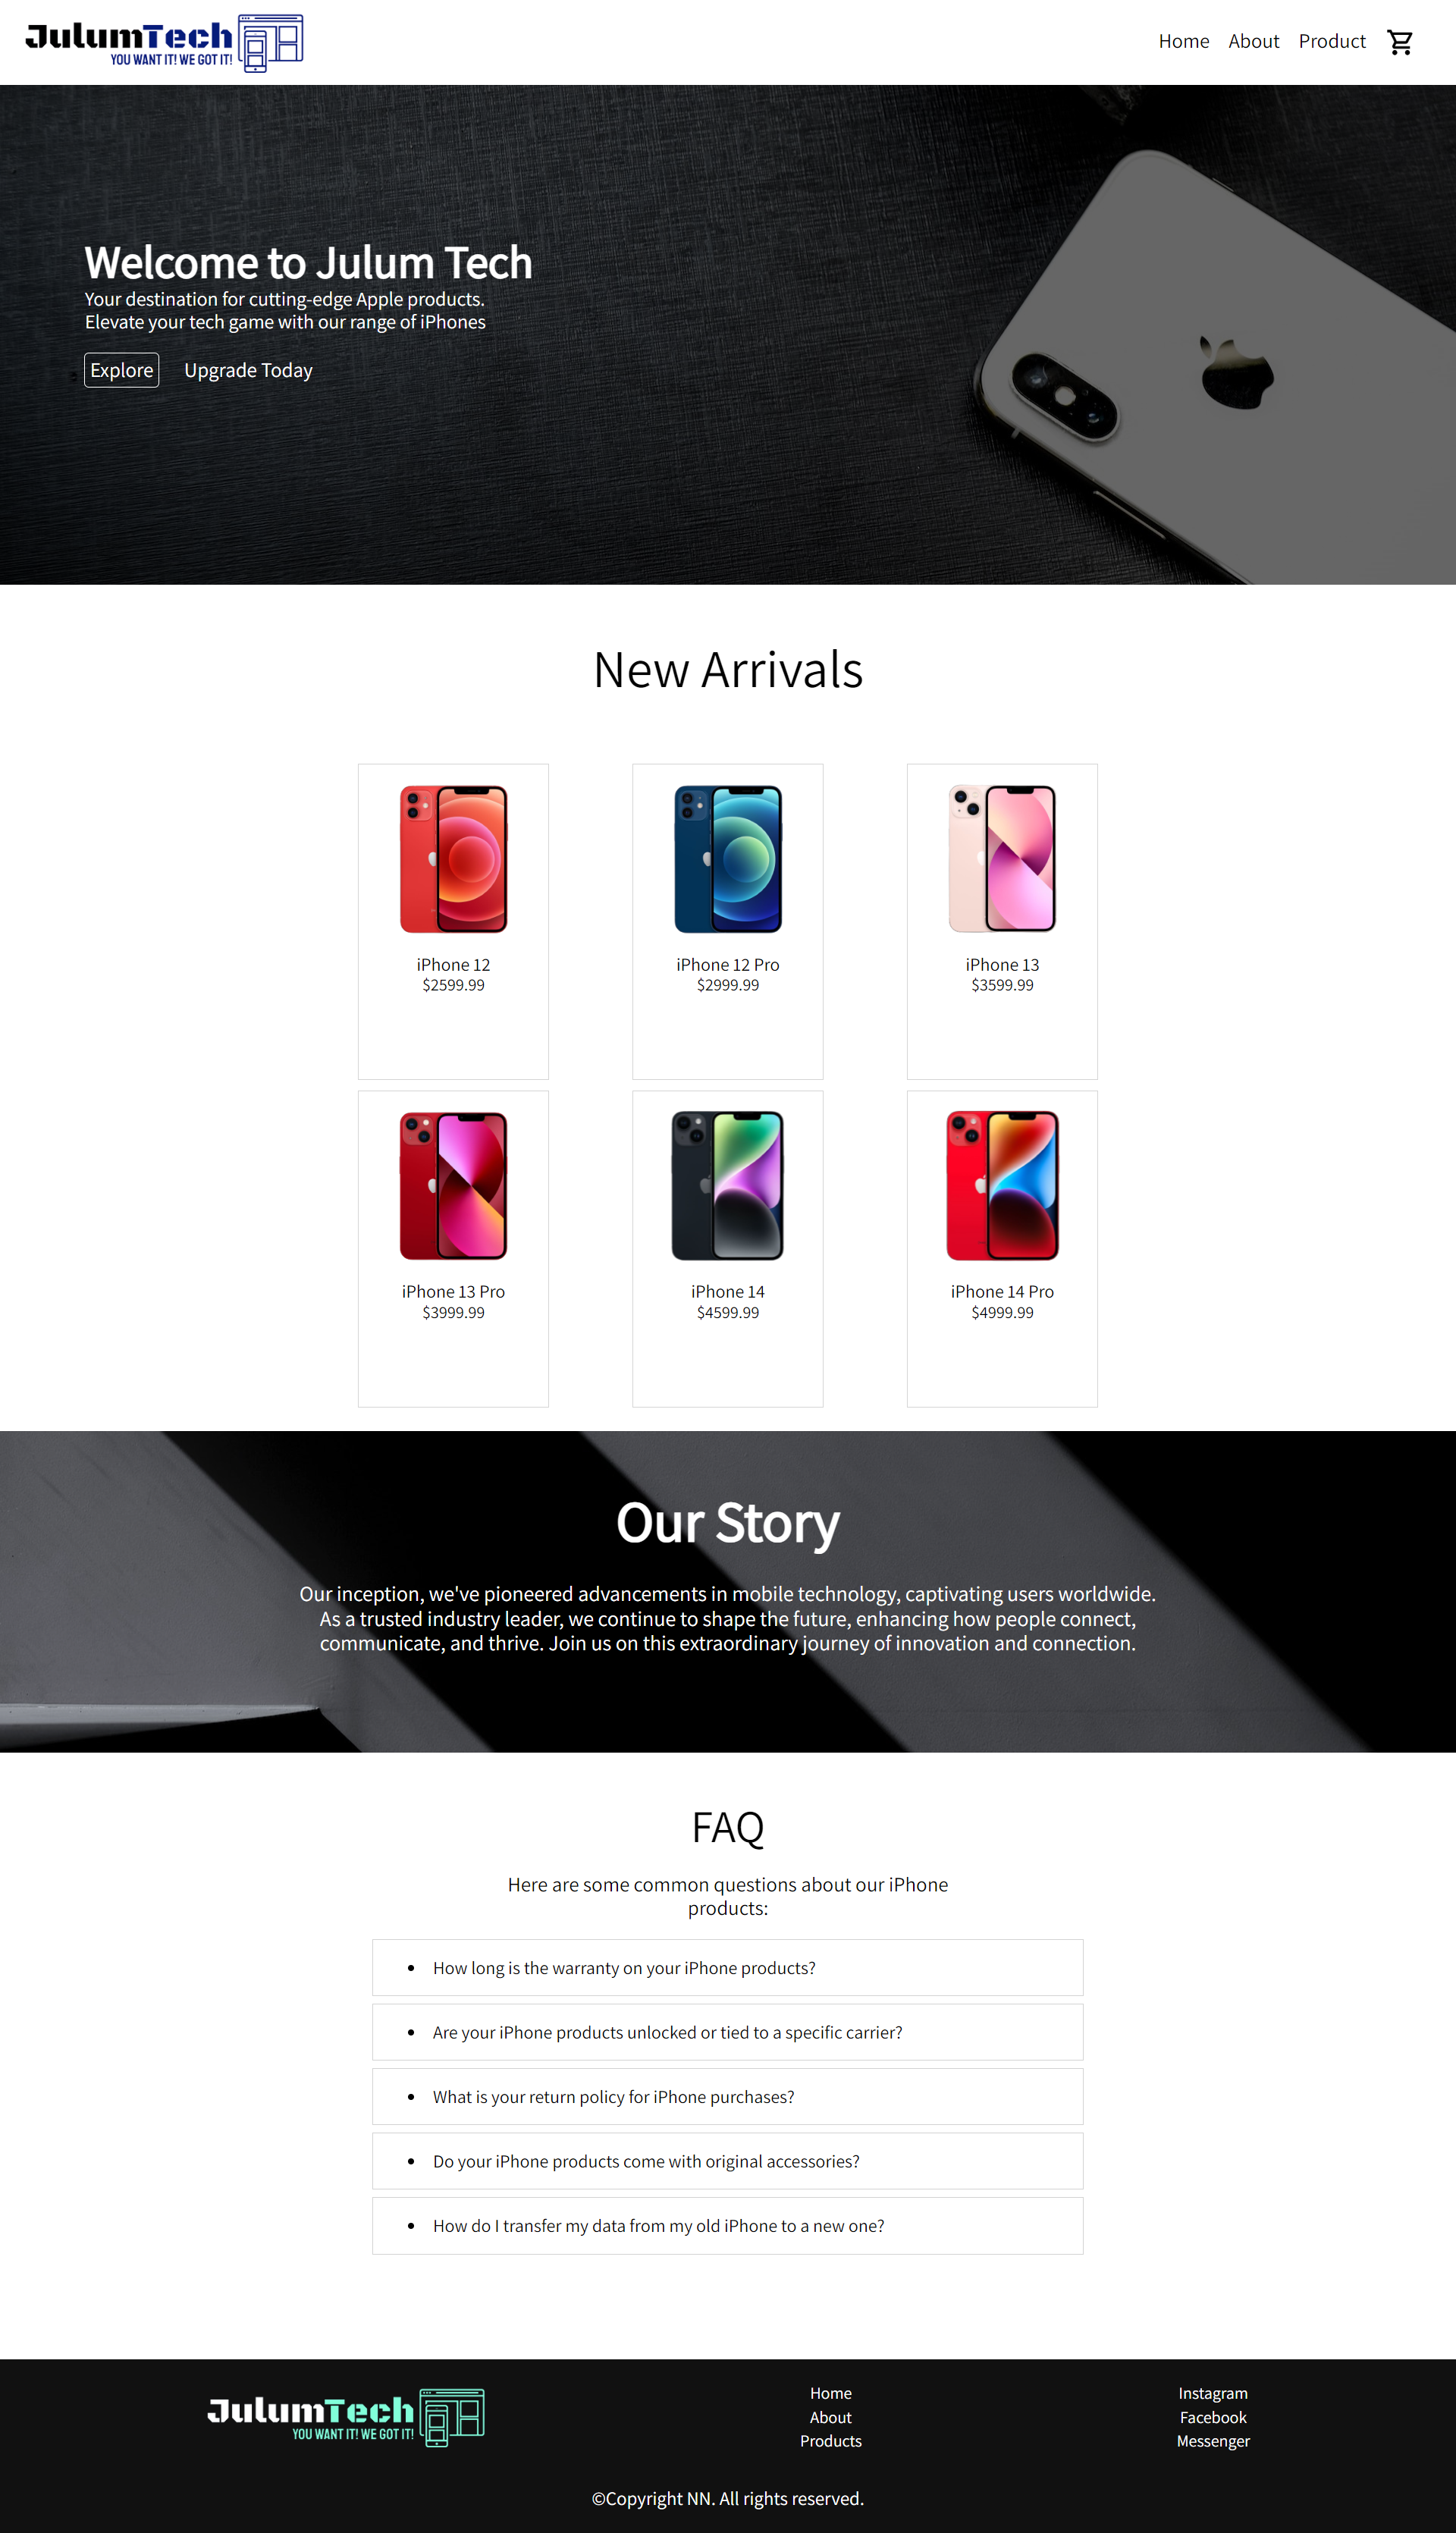 JulumTech
YOU WANT IT! WE GOT IT!
Home About Product
Welcome to Julum Tech
Your destination for cutting-edge Apple products.
Elevate your tech game with our range of iPhones
Explore Upgrade Today
New Arrivals
iPhone 12
$2599.99
iPhone 12 Pro
$2999.99
iPhone 13
$3599.99
iPhone 13 Pro
$3999.99
iPhone 14
$4599.99
iPhone 14 Pro
$4999.99
Our Story
Our inception, we've pioneered advancements in mobile technology, captivating users worldwide.
As a trusted industry leader, we continue to shape the future, enhancing how people connect,
communicate, and thrive. Join us on this extraordinary journey of innovation and connection.
FAQ
Here are some common questions about our iPhone
products:
• How long is the warranty on your iPhone products?
• Are your iPhone products unlocked or tied to a specific carrier?
• What is your return policy for iPhone purchases?
• Do your iPhone products come with original accessories?
• How do I transfer my data from my old iPhone to a new one?
JulumTech
YOU WANT IT! WE GOT IT!
Home
About
Products
Instagram
Facebook
Messenger
©Copyright NN. All rights reserved.